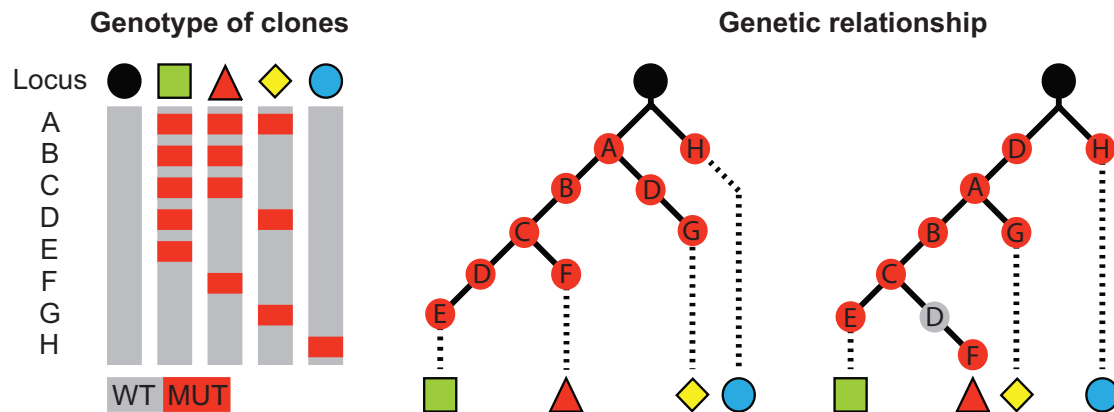 Genotype of clones
Genetic relationship
Locus
A
B
C
D
E
F
G
H
WT MUT
A
H
B
D
C
G
D
F
E
D
H
A
B
G
C
E
D
F